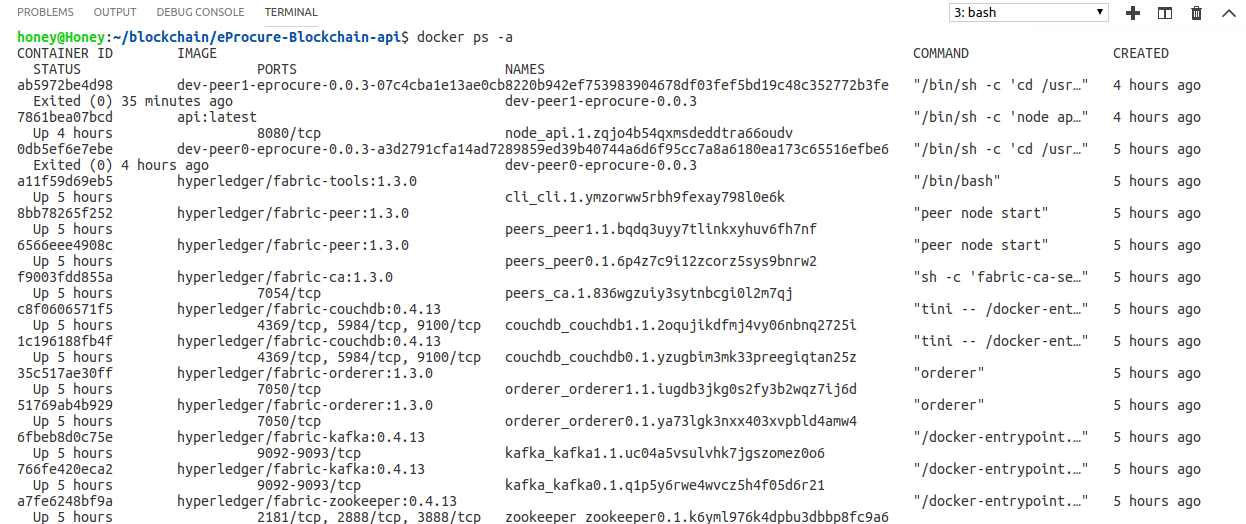 PROBLEMS OUTPUT DEBUG CONSOLE TERMINAL 3: bash
honey@Honey:~/blockchain/eProcure-Blockchain-api$ docker ps -a
CONTAINER ID IMAGE COMMAND CREATED
STATUS PORTS NAMES
ab5972be4d98 dev-peer1-eprocure-0.0.3-07c4cba1e13ae0cb8220b942ef753983904678df03fef5bd19c48c352772b3fe "/bin/sh -c 'cd /usr…" 4 hours ago
Exited (0) 35 minutes ago dev-peer1-eprocure-0.0.3
7861bea07bcd api:latest "/bin/sh -c 'node ap…" 4 hours ago
Up 4 hours 8080/tcp node_api.1.zqjo4b54qxmsdeddtra66oudv
0db5ef6e7ebe dev-peer0-eprocure-0.0.3-a3d2791cfa14ad7289859ed39b40744a6d6f95cc7a8a6180ea173c65516efbe6 "/bin/sh -c 'cd /usr…" 5 hours ago
Exited (0) 4 hours ago dev-peer0-eprocure-0.0.3
a11f59d69eb5 hyperledger/fabric-tools:1.3.0 "/bin/bash" 5 hours ago
Up 5 hours cli_cli.1.ymzorww5rbh9fexay798l0e6k
8bb78265f252 hyperledger/fabric-peer:1.3.0 "peer node start" 5 hours ago
Up 5 hours peers_peer1.1.bqdq3uyy7tlinkxyhuv6fh7nf
6566eee4908c hyperledger/fabric-peer:1.3.0 "peer node start" 5 hours ago
Up 5 hours peers_peer0.1.6p4z7c9i12zcorz5sys9bnrw2
f9003fdd855a hyperledger/fabric-ca:1.3.0 "sh -c 'fabric-ca-se…" 5 hours ago
Up 5 hours 7054/tcp peers_ca.1.836wgzuiy3sytnbcgi0l2m7qj
c8f0606571f5 hyperledger/fabric-couchdb:0.4.13 "tini -- /docker-ent…" 5 hours ago
Up 5 hours 4369/tcp, 5984/tcp, 9100/tcp couchdb_couchdb1.1.2oqujikdfmj4vy06nbnq2725i
1c196188fb4f hyperledger/fabric-couchdb:0.4.13 "tini -- /docker-ent…" 5 hours ago
Up 5 hours 4369/tcp, 5984/tcp, 9100/tcp couchdb_couchdb0.1.yzugbim3mk33preegiqtan25z
35c517ae30ff hyperledger/fabric-orderer:1.3.0 "orderer" 5 hours ago
Up 5 hours 7050/tcp orderer_orderer1.1.iugdb3jkg0s2fy3b2wqz7ij6d
51769ab4b929 hyperledger/fabric-orderer:1.3.0 "orderer" 5 hours ago
Up 5 hours 7050/tcp orderer_orderer0.1.ya73lgk3nxx403xvpbld4amw4
6fbeb8d0c75e hyperledger/fabric-kafka:0.4.13 "/docker-entrypoint.…" 5 hours ago
Up 5 hours 9092-9093/tcp kafka_kafka1.1.uc04a5vsulvhk7jgszomez0o6
766fe420eca2 hyperledger/fabric-kafka:0.4.13 "/docker-entrypoint.…" 5 hours ago
Up 5 hours 9092-9093/tcp kafka_kafka0.1.q1p5y6rwe4wvcz5h4f05d6r21
a7fe6248bf9a hyperledger/fabric-zookeeper:0.4.13 "/docker-entrypoint.…" 5 hours ago
Up 5 hours 2181/tcp, 2888/tcp, 3888/tcp zookeeper_zookeeper0.1.k6yml976k4dpbu3dbbp8fc9a6